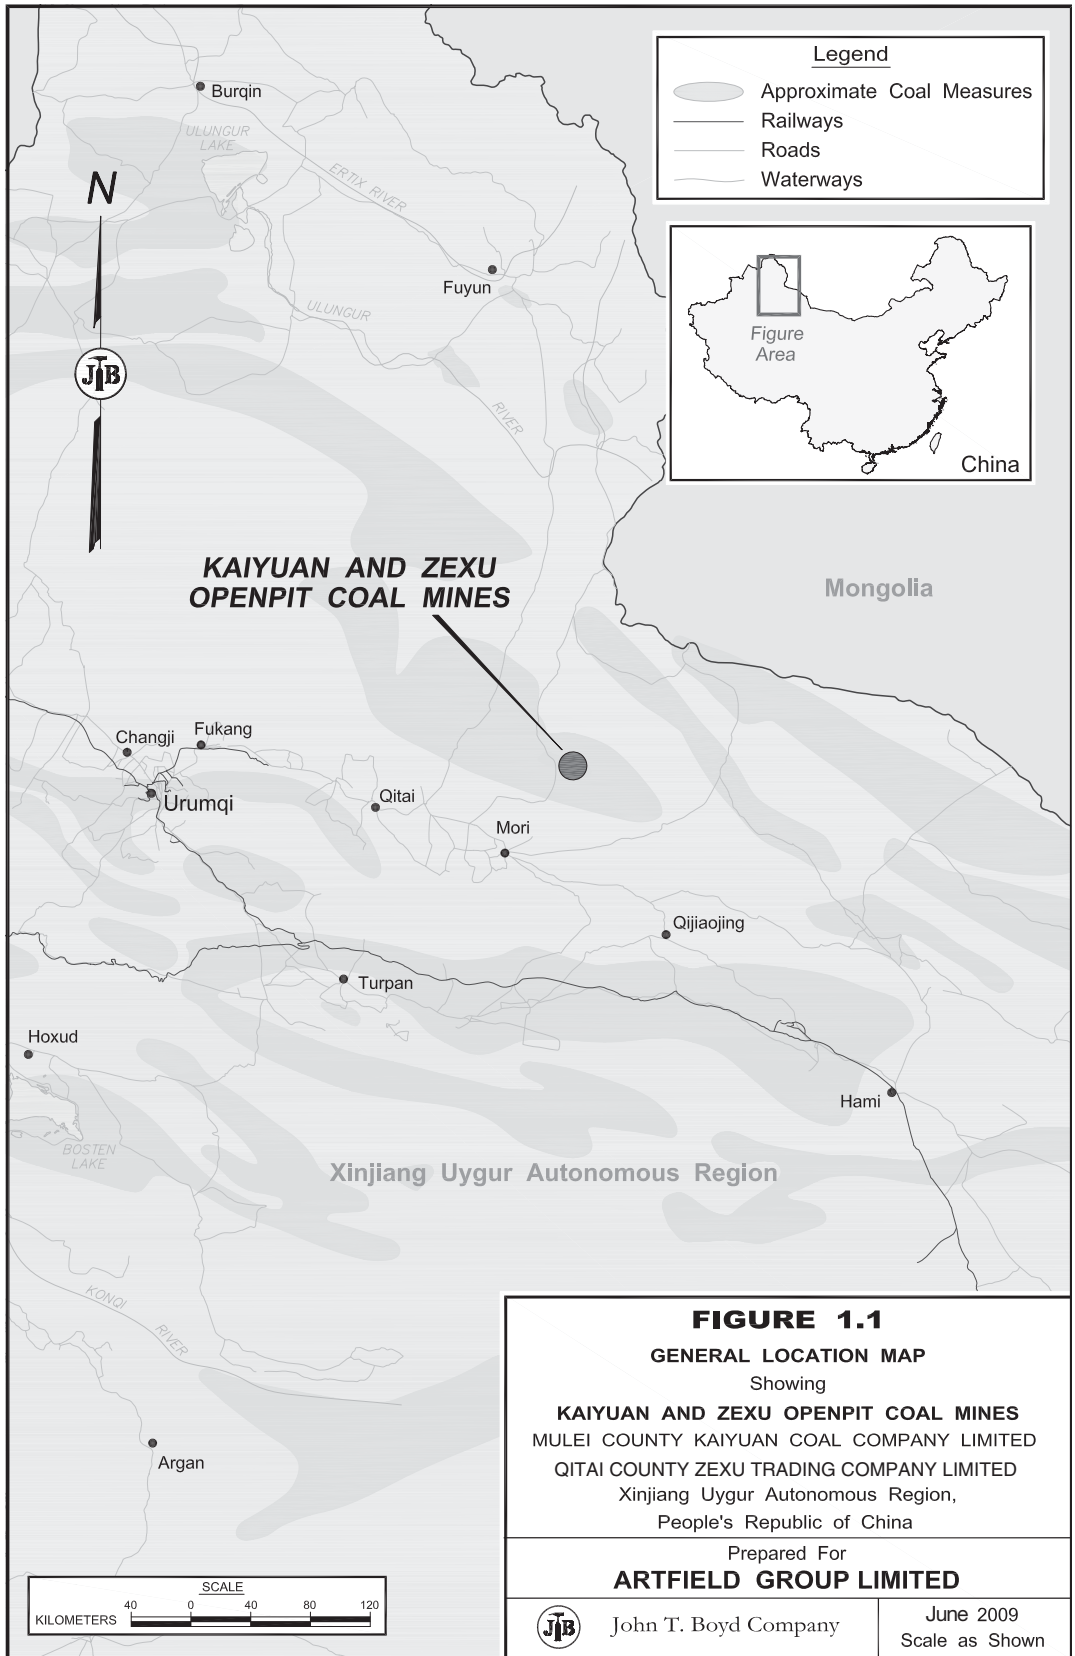 Legend
Approximate Coal Measures
Railways
Roads
Waterways
Burqin
ULUNGUR
LAKE
N
ERTIX RIVER
Fuyun
ULUNGUR
RIVER
JTB
Figure
Area
China
KAIYUAN AND ZEXU
OPENPIT COAL MINES
Mongolia
Changji
Fukang
Urumqi
Qitai
Mori
Qijiaojing
Turpan
Hoxud
Hami
BOSTEN
LAKE
Xinjiang Uygur Autonomous Region
KONQI
RIVER
Argan
SCALE
40 0 40 80 120
KILOMETERS
FIGURE 1.1
GENERAL LOCATION MAP
Showing
KAIYUAN AND ZEXU OPENPIT COAL MINES
MULEI COUNTY KAIYUAN COAL COMPANY LIMITED
QITAI COUNTY ZEXU TRADING COMPANY LIMITED
Xinjiang Uygur Autonomous Region,
People's Republic of China
Prepared For
ARTFIELD GROUP LIMITED
JTB
John T. Boyd Company
June 2009
Scale as Shown